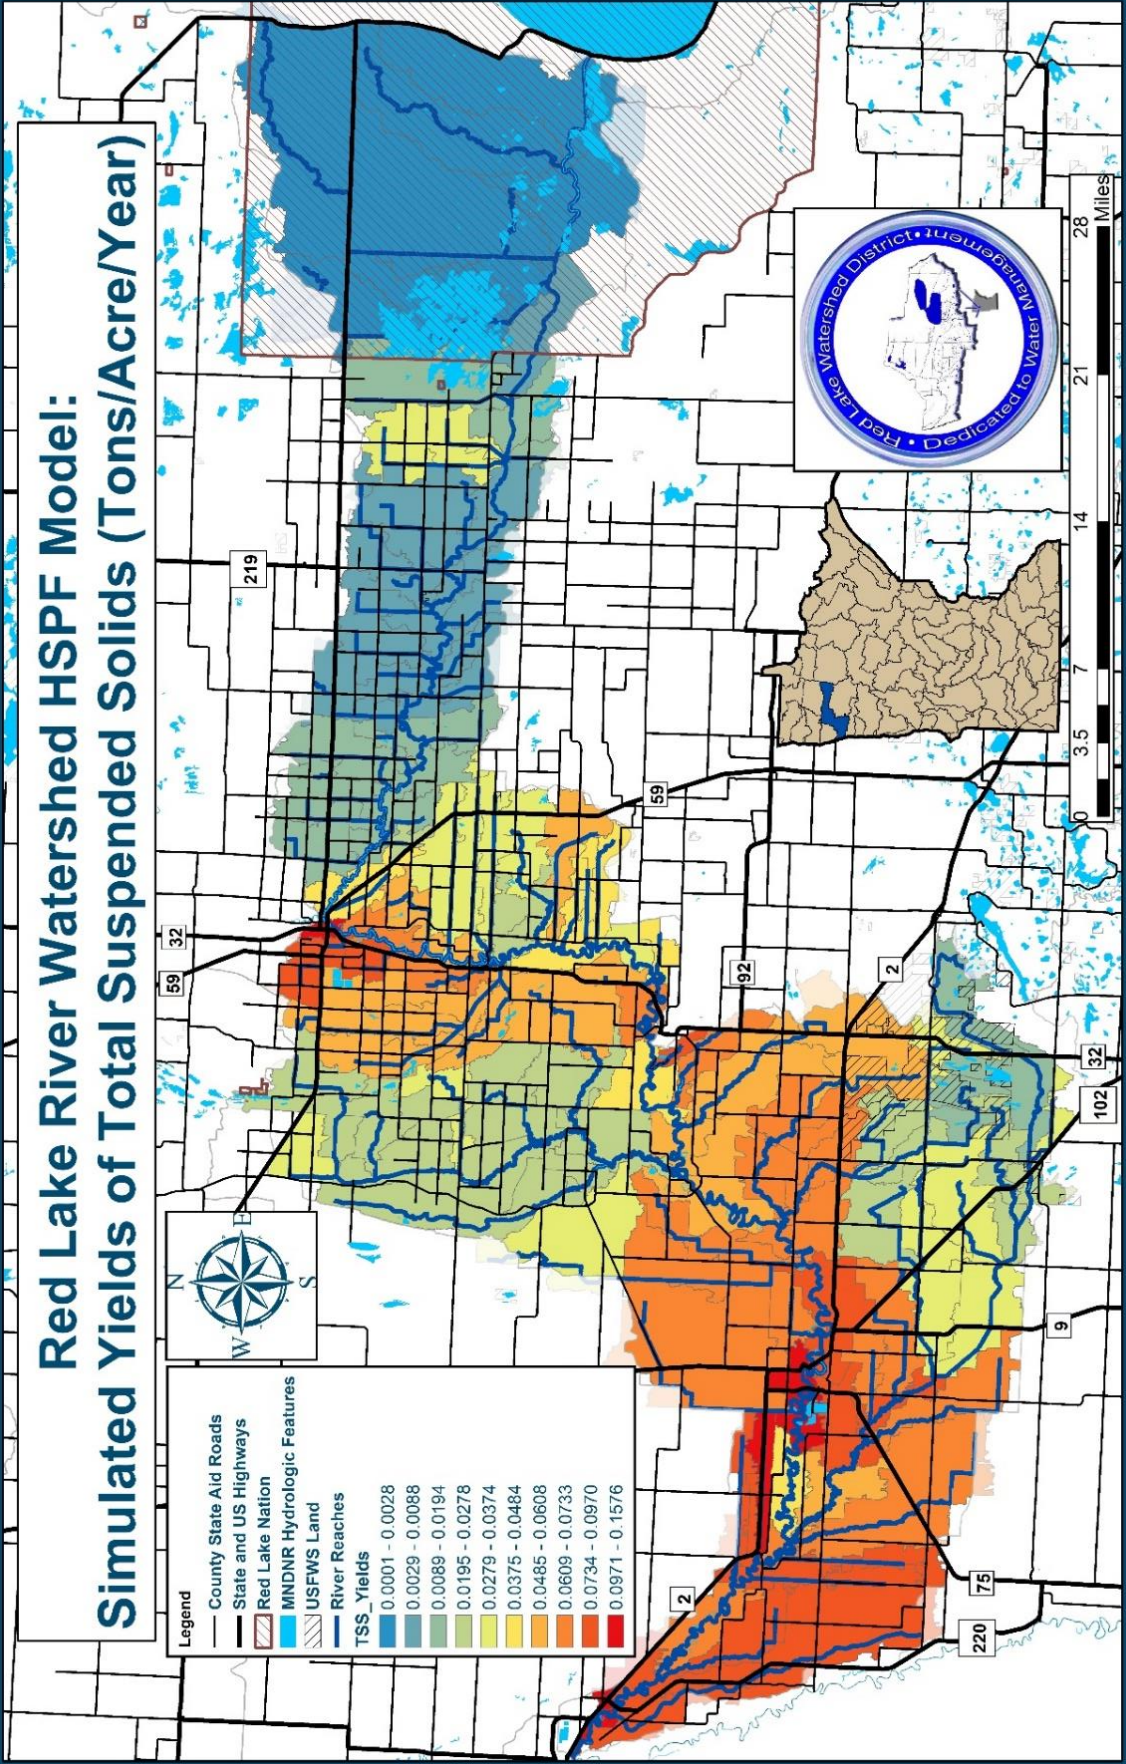 Red Lake River Watershed HSPF Model:
Simulated Yields of Total Suspended Solids (Tons/Acre/Year)
N
W
E
S
Legend
County State Aid Roads
State and US Highways
Red Lake Nation
MNDNR Hydrologic Features
USFWS Land
River Reaches
TSS_Yields
0.0001 - 0.0028
0.0029 - 0.0088
0.0089 - 0.0194
0.0195 - 0.0278
0.0279 - 0.0374
0.0375 - 0.0484
0.0485 - 0.0608
0.0609 - 0.0733
0.0734 - 0.0970
0.0971 - 0.1576
59
32
219
59
92
2
2
32
102
9
75
220
Red Lake Watershed District • Dedicated to Water Management •
0 3.5 7 14 21 28
Miles